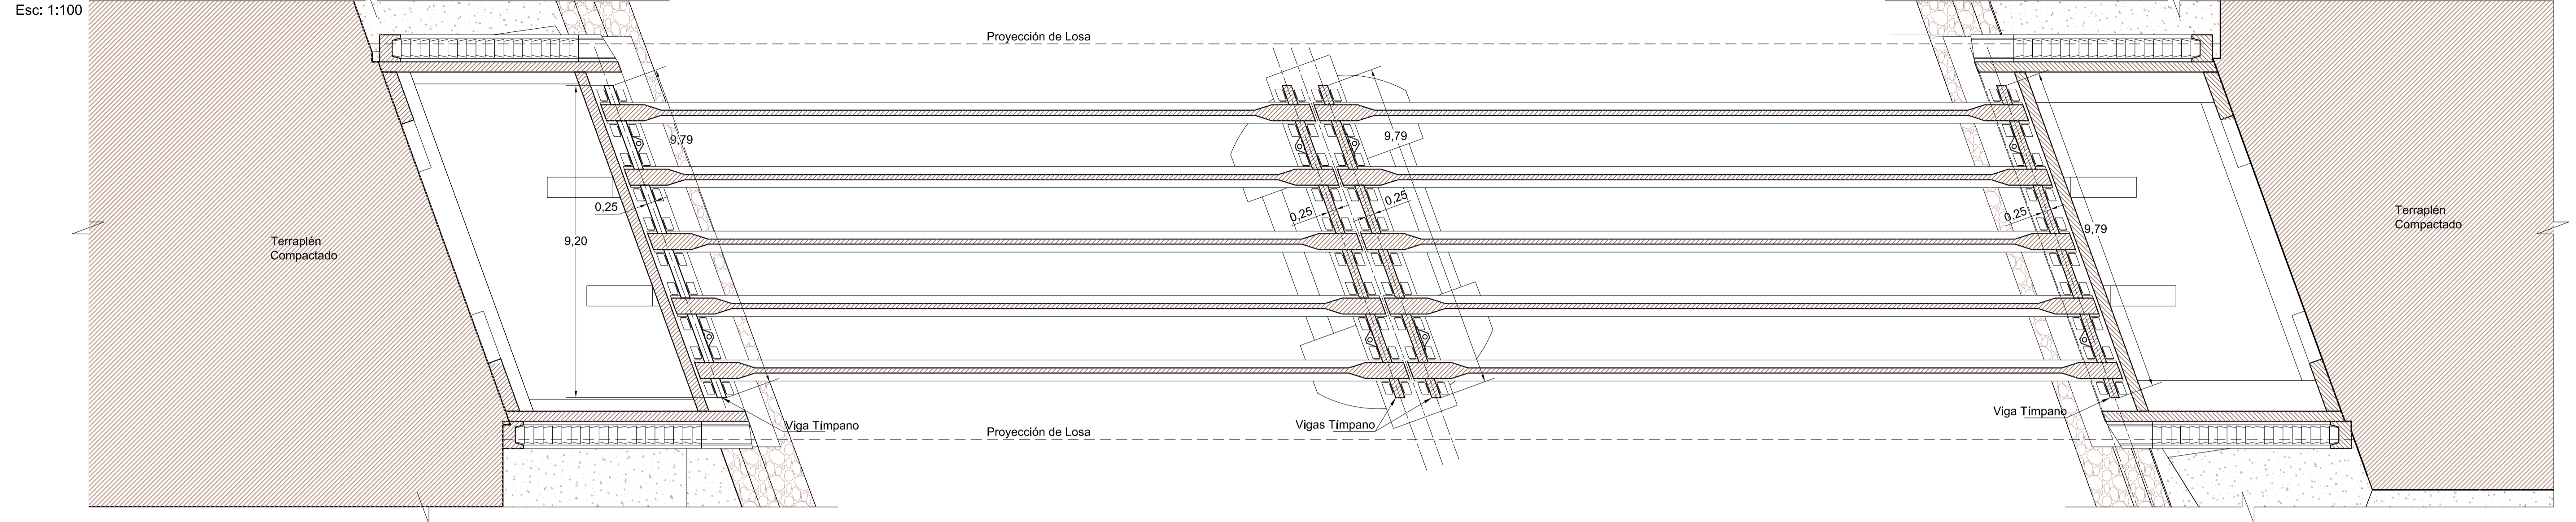 Esc: 1:100
Proyección de Losa
9,79
9,79
0,25
0,25
0,25
0,25
9,20
9,79
Terraplén
Compactado
Terraplén
Compactado
Viga Tímpano
Vigas Tímpano
Viga Tímpano
Proyección de Losa